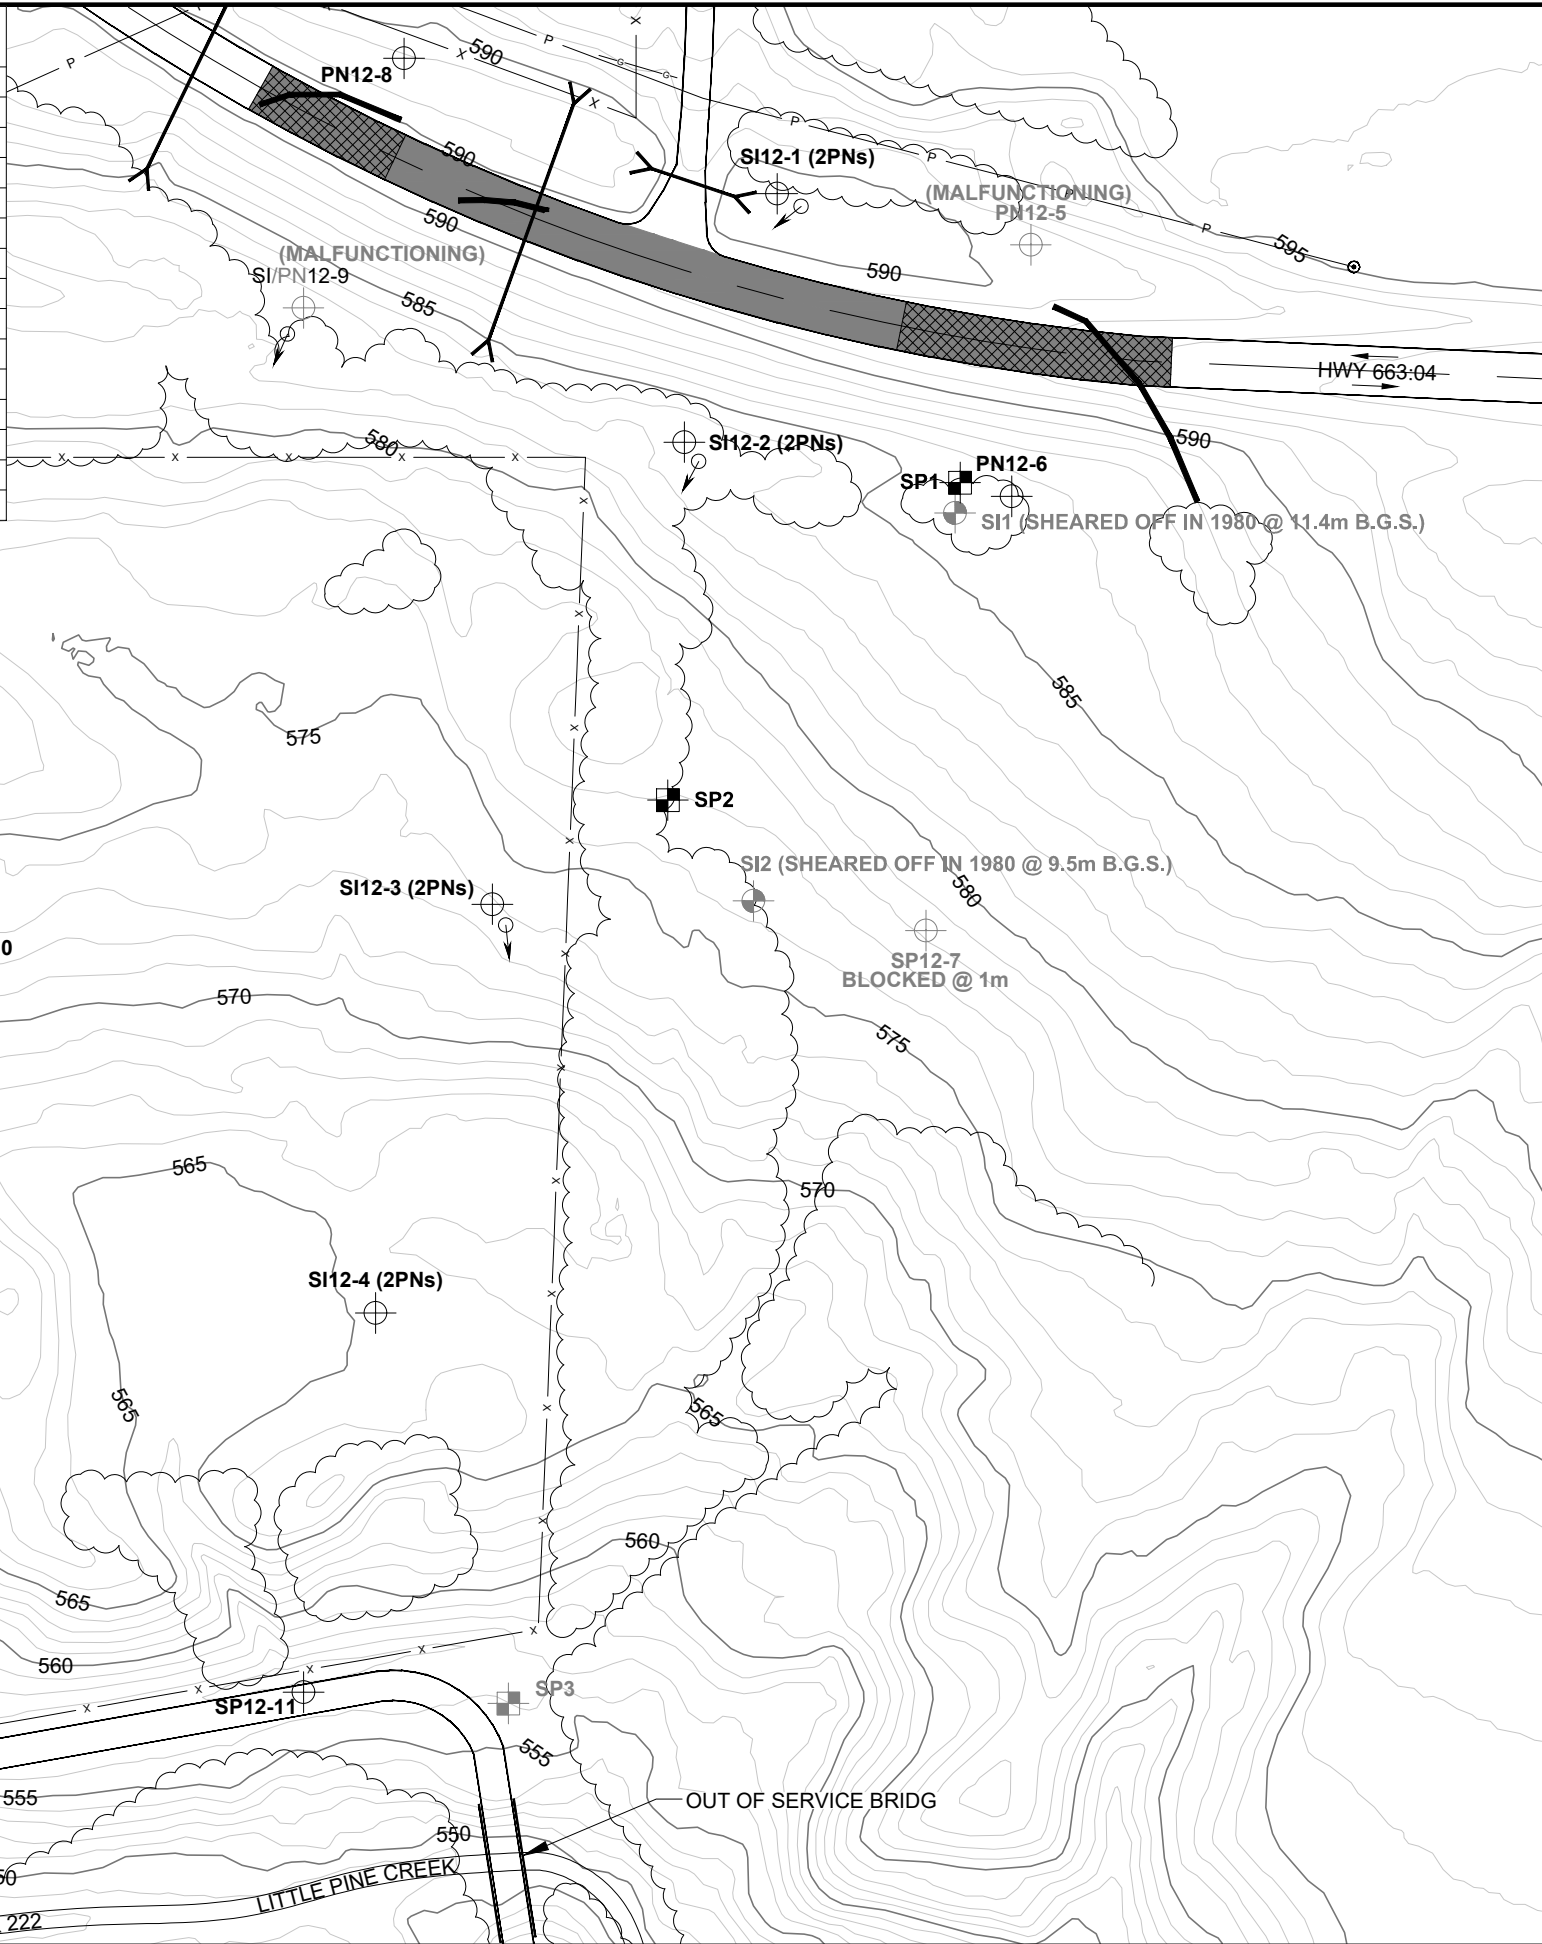 P
X
590
P
G
G
X
PN12-8
X
P
590
SI12-1 (2PNs)
P
(MALFUNCTIONING)
P
PN12-5
590
P
595
(MALFUNCTIONING)
SI/PN12-9
590
585
HWY 663:04
580
SI12-2 (2PNs)
590
X
X
X
X
X
PN12-6
SP1
X
SI1 (SHEARED OFF IN 1980 @ 11.4m B.G.S.)
X
585
575
X
SP2
X
SI2 (SHEARED OFF IN 1980 @ 9.5m B.G.S.)
SI12-3 (2PNs)
580
0
X
SP12-7
BLOCKED @ 1m
570
575
X
565
X
570
SI12-4 (2PNs)
X
565
X
565
X
560
565
X
X
560
X
X
X
SP12-11
SP3
555
555
OUT OF SERVICE BRIDG
550
LITTLE PINE CREEK
50
222